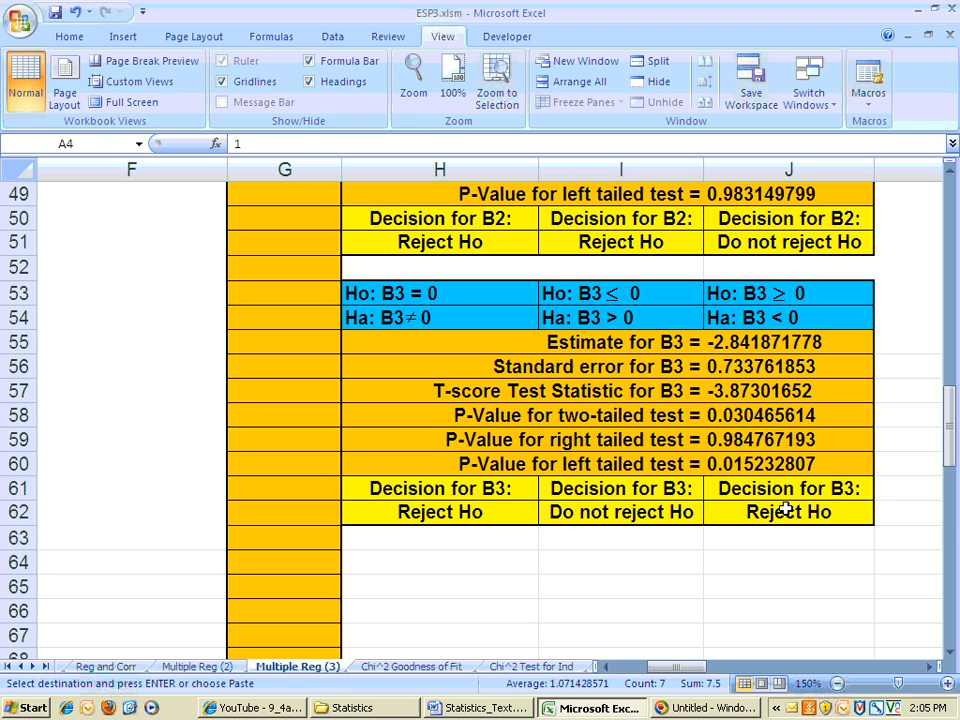 ESP3.xlsm - Microsoft Excel
Home Insert Page Layout Formulas Data Review View Developer
Normal Page Layout Page Break Preview Custom Views Full Screen
Workbook Views
Ruler Gridlines Message Bar Formula Bar Headings
Show/Hide
Zoom 100% Zoom to Selection
Zoom
New Window Arrange All Freeze Panes Split Hide Unhide
Save Workspace Switch Windows
Window
Macros
Macros
A4 fx 1
F G H I J
49 P-Value for left tailed test = 0.983149799
50 Decision for B2: Decision for B2: Decision for B2:
51 Reject Ho Reject Ho Do not reject Ho
52
53 Ho: B3 = 0 Ho: B3 ≤ 0 Ho: B3 ≥ 0
54 Ha: B3 ≠ 0 Ha: B3 > 0 Ha: B3 < 0
55 Estimate for B3 = -2.841871778
56 Standard error for B3 = 0.733761853
57 T-score Test Statistic for B3 = -3.87301652
58 P-Value for two-tailed test = 0.030465614
59 P-Value for right tailed test = 0.984767193
60 P-Value for left tailed test = 0.015232807
61 Decision for B3: Decision for B3: Decision for B3:
62 Reject Ho Do not reject Ho Reject Ho
63
64
65
66
67
68
Reg and Corr Multiple Reg (2) Multiple Reg (3) Chi^2 Goodness of Fit Chi^2 Test for Ind
Select destination and press ENTER or choose Paste Average: 1.071428571 Count: 7 Sum: 7.5 150%
Start YouTube - 9_4a... Statistics Statistics_Text.... Microsoft Exc... Untitled - Windo... 2:05 PM